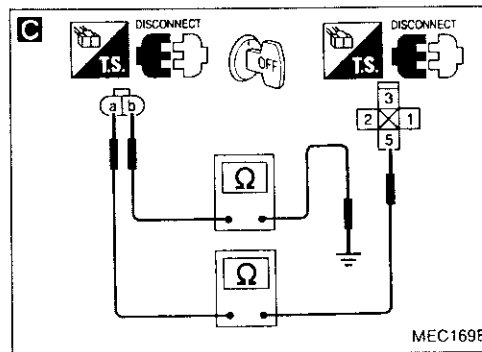 C
DISCONNECT
DISCONNECT
T.S.
OFF
T.S.
a b
3
2 1
5
Ω
Ω
MEC169B